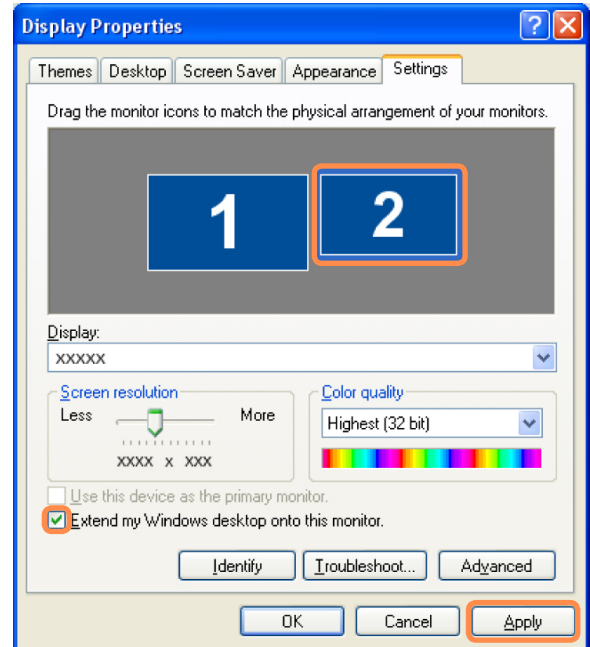 Display Properties
Themes Desktop Screen Saver Appearance Settings
Drag the monitor icons to match the physical arrangement of your monitors.
1 2
Display:
xxxxx
Screen resolution
Less More
xxxx x xxx
Color quality
Highest (32 bit)
Use this device as the primary monitor.
Extend my Windows desktop onto this monitor.
Identify Troubleshoot... Advanced
OK Cancel Apply